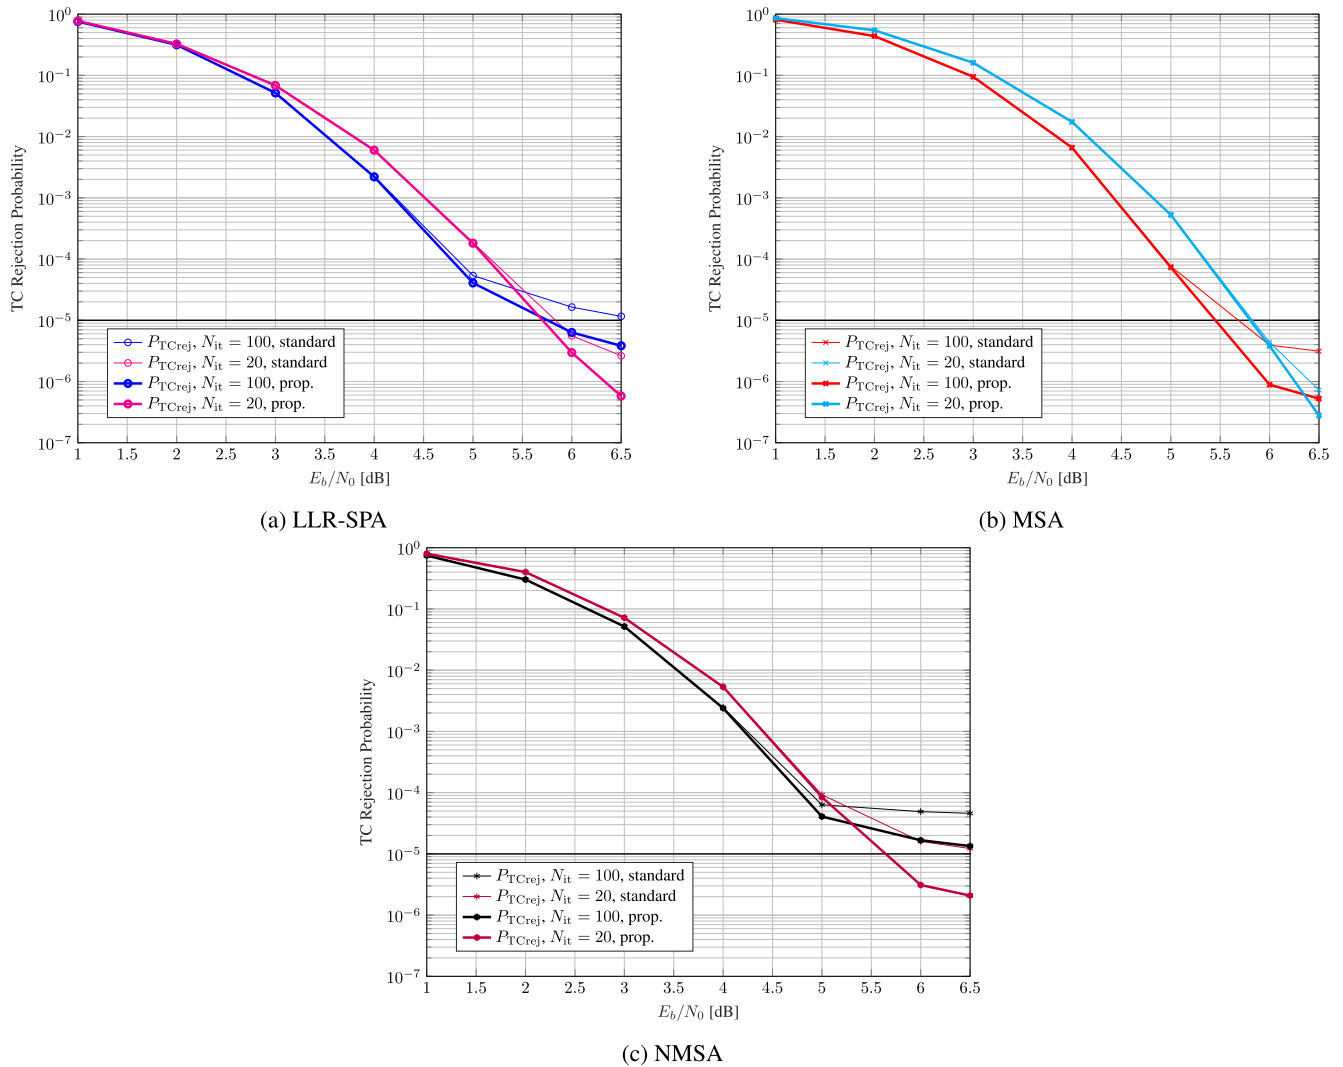 10^0
10^−1
10^−2
10^−3
10^−4
10^−5
10^−6
10^−7
TC Rejection Probability
P_TCrej, N_it = 100, standard
P_TCrej, N_it = 20, standard
P_TCrej, N_it = 100, prop.
P_TCrej, N_it = 20, prop.
1 1.5 2 2.5 3 3.5 4 4.5 5 5.5 6 6.5
E_b/N_0 [dB]
(a) LLR-SPA
10^0
10^−1
10^−2
10^−3
10^−4
10^−5
10^−6
10^−7
TC Rejection Probability
P_TCrej, N_it = 100, standard
P_TCrej, N_it = 20, standard
P_TCrej, N_it = 100, prop.
P_TCrej, N_it = 20, prop.
1 1.5 2 2.5 3 3.5 4 4.5 5 5.5 6 6.5
E_b/N_0 [dB]
(b) MSA
10^0
10^−1
10^−2
10^−3
10^−4
10^−5
10^−6
10^−7
TC Rejection Probability
P_TCrej, N_it = 100, standard
P_TCrej, N_it = 20, standard
P_TCrej, N_it = 100, prop.
P_TCrej, N_it = 20, prop.
1 1.5 2 2.5 3 3.5 4 4.5 5 5.5 6 6.5
E_b/N_0 [dB]
(c) NMSA